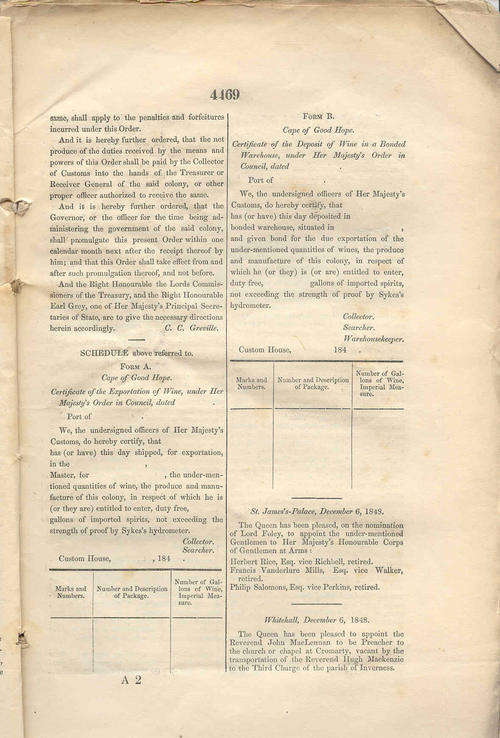 4469
same, shall apply to the penalties and forfeitures
incurred under this Order.
And it is hereby further ordered, that the net
produce of the duties received by the means and
powers of this Order shall be paid by the Collector
of Customs into the hands of the Treasurer or
Receiver General of the said colony, or other
proper officer authorized to receive the same.
And it is hereby further ordered, that the
Governor, or the officer for the time being ad-
ministering the government of the said colony,
shall promulgate this present Order within one
calendar month next after the receipt thereof by
him; and that this Order shall take effect from and
after such promulgation thereof, and not before.
And the Right Honourable the Lords Commis-
sioners of the Treasury, and the Right Honourable
Earl Grey, one of Her Majesty's Principal Secre-
taries of State, are to give the necessary directions
herein accordingly. C. C. Greville.
SCHEDULE above referred to.
FORM A.
Cape of Good Hope.
Certificate of the Exportation of Wine, under Her
Majesty's Order in Council, dated .
Port of
We, the undersigned officers of Her Majesty's
Customs, do hereby certify, that
has (or have) this day shipped, for exportation,
in the ,
Master, for , the under-men-
tioned quantities of wine, the produce and manu-
facture of this colony, in respect of which he is
(or they are) entitled to enter, duty free,
gallons of imported spirits, not exceeding the
strength of proof by Sykes's hydrometer.
Collector.
Searcher.
Custom House, , 184 .
Marks and
Numbers.
Number and Description
of Package.
Number of Gal-
lons of Wine,
Imperial Mea-
sure.
A 2
FORM B.
Cape of Good Hope.
Certificate of the Deposit of Wine in a Bonded
Warehouse, under Her Majesty's Order in
Council, dated .
Port of .
We, the undersigned officers of Her Majesty's
Customs, do hereby certify, that
has (or have) this day deposited in
bonded warehouse, situated in ,
and given bond for the due exportation of the
under-mentioned quantities of wines, the produce
and manufacture of this colony, in respect of
which he (or they) is (or are) entitled to enter,
duty free, gallons of imported spirits,
not exceeding the strength of proof by Sykes's
hydrometer.
Collector.
Searcher.
Warehousekeeper.
Custom House, 184 .
Marks and
Numbers.
Number and Description
of Package.
Number of Gal-
lons of Wine,
Imperial Mea-
sure.
St. James's-Palace, December 6, 1848.
The Queen has been pleased, on the nomination
of Lord Foley, to appoint the under-mentioned
Gentlemen to Her Majesty's Honourable Corps
of Gentlemen at Arms:
Herbert Rice, Esq. vice Richbell, retired.
Francis Vanderlure Mills, Esq. vice Walker,
retired.
Philip Salomons, Esq. vice Perkins, retired.
Whitehall, December 6, 1848.
The Queen has been pleased to appoint the
Reverend John MacLennan to be Preacher to
the church or chapel at Cromarty, vacant by the
transportation of the Reverend Hugh Mackenzie
to the Third Charge of the parish of Inverness.